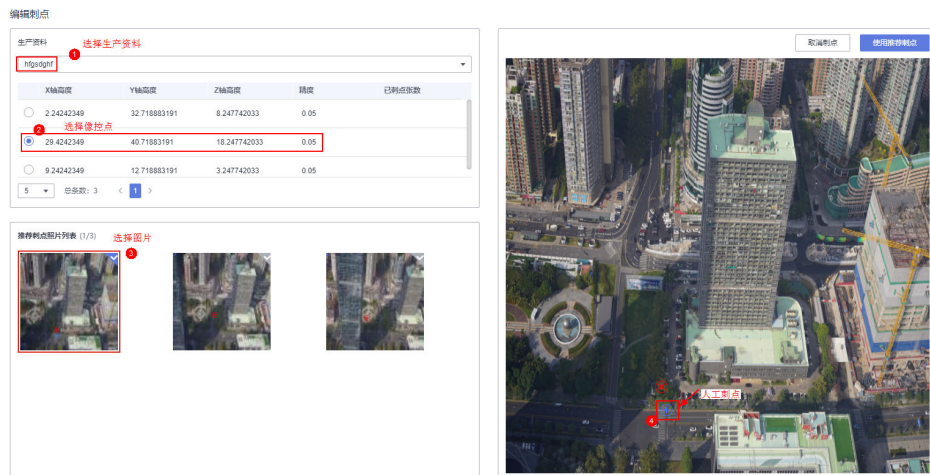 编辑刺点
生产资料
选择生产资料
1
hfgsdghf
X轴高度 Y轴高度 Z轴高度 精度 已刺点张数
2.24242349 32.718883191 8.247742033 0.05
2 选择像控点
29.4242349 40.71883191 18.247742033 0.05
9.24242349 12.71883191 3.247742033 0.05
5 总条数: 3 < 1 >
推荐刺点照片列表 (1/3) 选择图片
3
取消刺点 使用推荐刺点
人工刺点
4